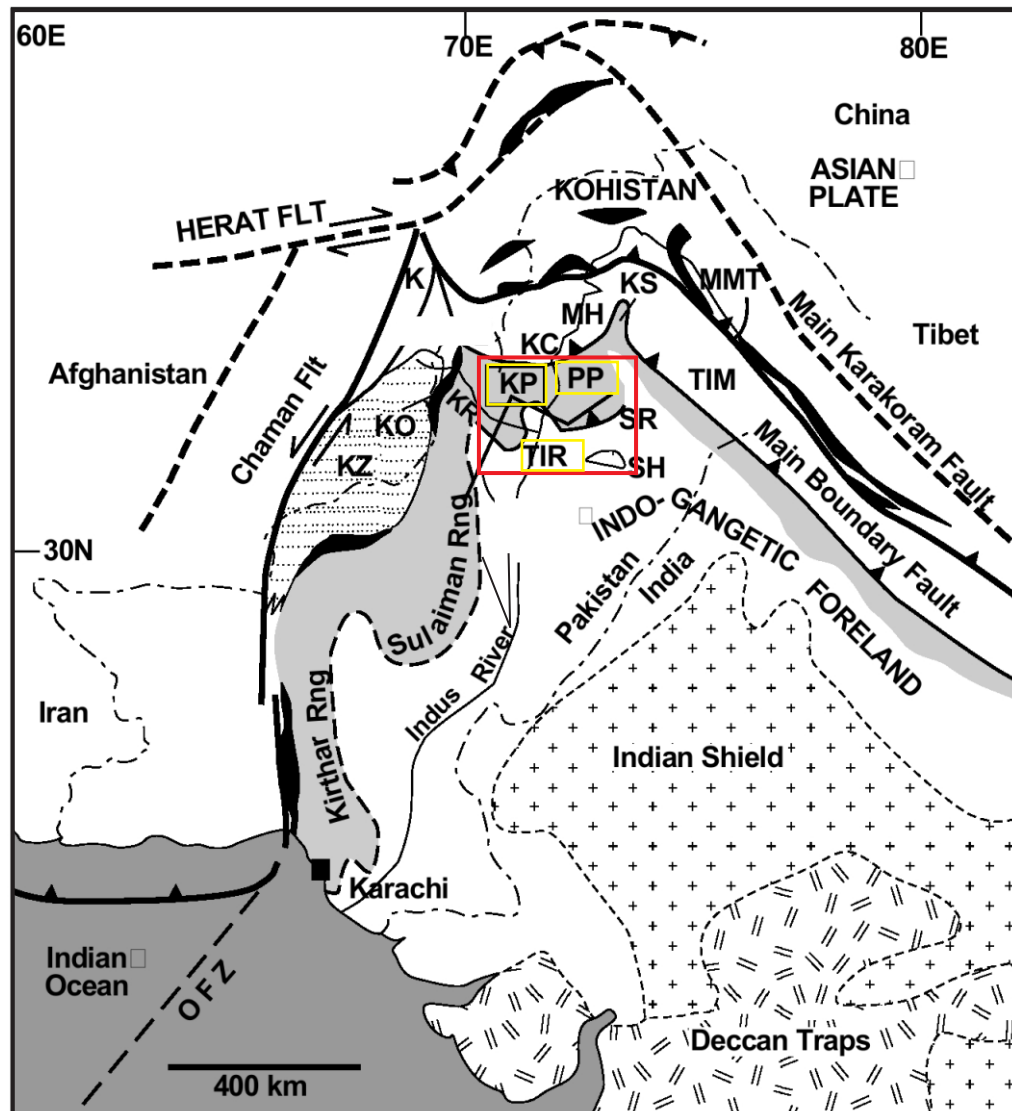 60E
70E
80E
China
ASIAN
PLATE
KOHISTAN
HERAT FLT
K
KS
MMT
MH
Main Karakoram Fault
Tibet
KC
Afghanistan
Chaman Flt
KP
PP
TIM
KR
KO
SR
KZ
TIR
SH
Main Boundary Fault
INDO-GANGETIC FORELAND
30N
Sulaiman Rng
Pakistan
India
Indus River
Iran
Kirthar Rng
Indian Shield
Karachi
Indian
Ocean
OFZ
Deccan Traps
400 km